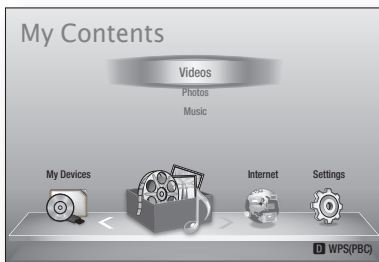 My Contents
Videos
Photos
Music
My Devices
Internet
Settings
D WPS(PBC)